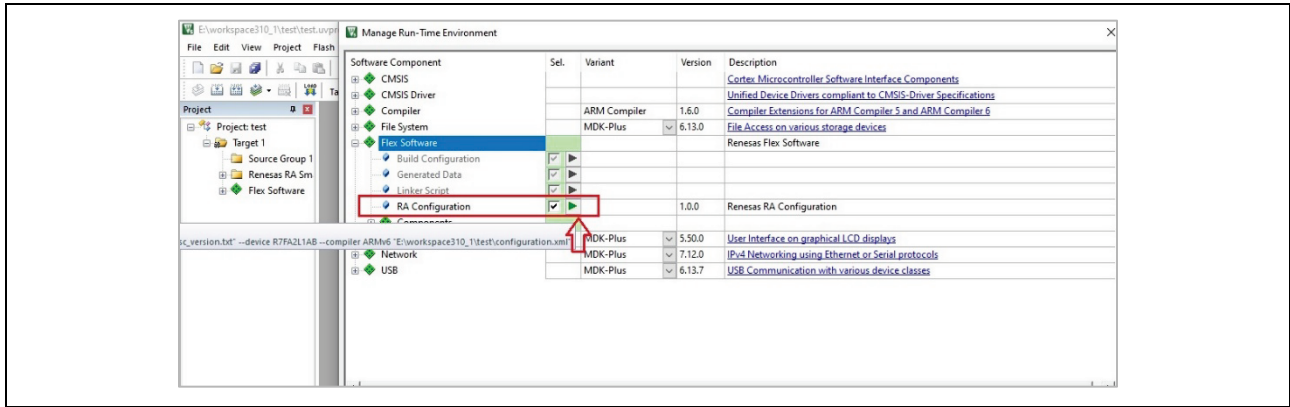 E:\workspace310_1\test\test.uvpr
Manage Run-Time Environment
File Edit View Project Flash
Project
Project: test
Target 1
Source Group 1
Renesas RA Sm
Flex Software
Software Component Sel. Variant Version Description
CMSIS Cortex Microcontroller Software Interface Components
CMSIS Driver Unified Device Drivers compliant to CMSIS-Driver Specifications
Compiler ARM Compiler 1.6.0 Compiler Extensions for ARM Compiler 5 and ARM Compiler 6
File System MDK-Plus 6.13.0 File Access on various storage devices
Flex Software Renesas Flex Software
Build Configuration
Generated Data
Linker Script
RA Configuration 1.0.0 Renesas RA Configuration
Components
sc_version.txt" --device R7FA2L1AB --compiler ARMv6 "E:\workspace310_1\test\configuration.xml"
MDK-Plus 5.50.0 User Interface on graphical LCD displays
Network MDK-Plus 7.12.0 IPv4 Networking using Ethernet or Serial protocols
USB MDK-Plus 6.13.7 USB Communication with various device classes